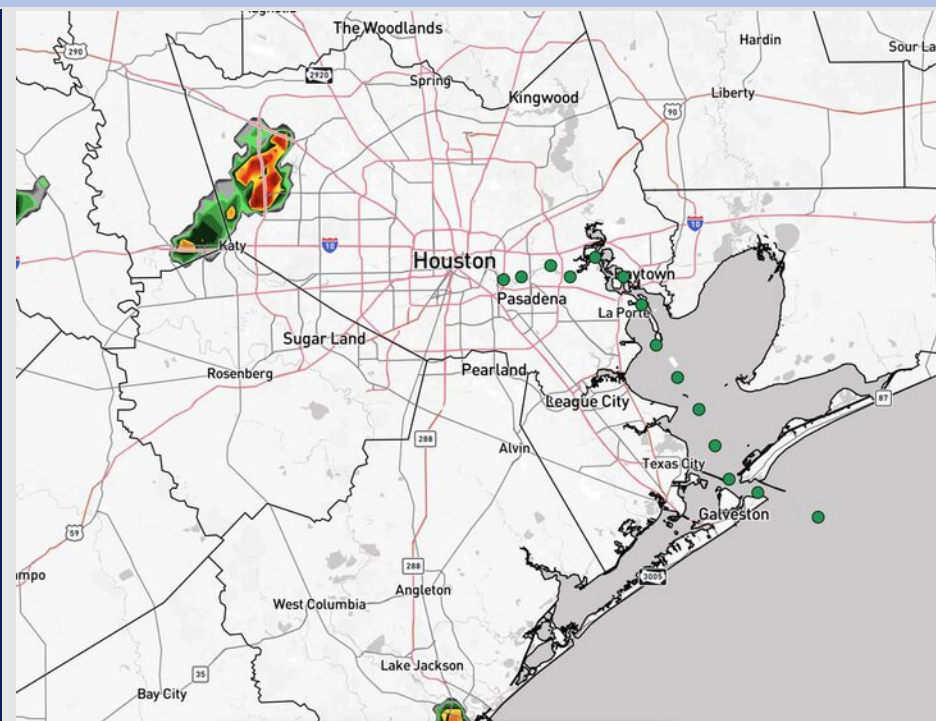 The Woodlands
Hardin
290
Sour La
2920
Spring
Kingwood
Liberty
90
10
Katy
10
Houston
Pasadena
La Porte
Sugar Land
Rosenberg
Pearland
League City
87
288
Alvin
Texas City
Galveston
59
ampo
288
3005
Angleton
West Columbia
Lake Jackson
35
Bay City